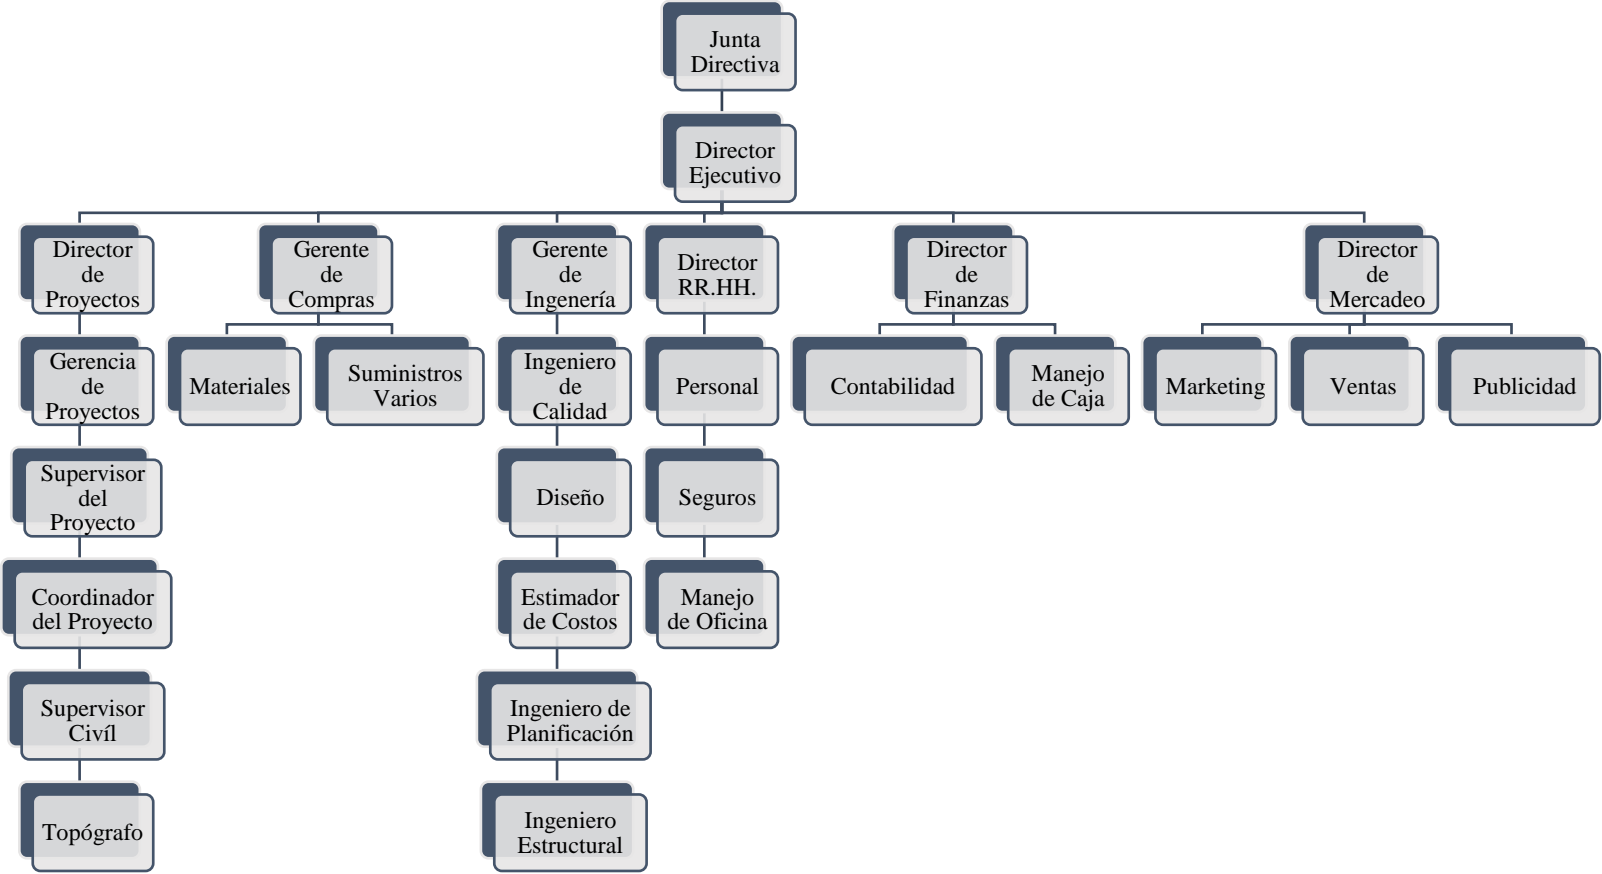 Junta
Directiva
Director
Ejecutivo
Director
de
Proyectos
Gerente
de
Compras
Gerente
de
Ingenería
Director
RR.HH.
Director
de
Finanzas
Director
de
Mercadeo
Gerencia
de
Proyectos
Materiales
Suministros
Varios
Ingeniero
de
Calidad
Personal
Contabilidad
Manejo
de Caja
Marketing
Ventas
Publicidad
Supervisor
del
Proyecto
Diseño
Seguros
Coordinador
del Proyecto
Estimador
de Costos
Manejo
de Oficina
Supervisor
Civíl
Ingeniero de
Planificación
Topógrafo
Ingeniero
Estructural